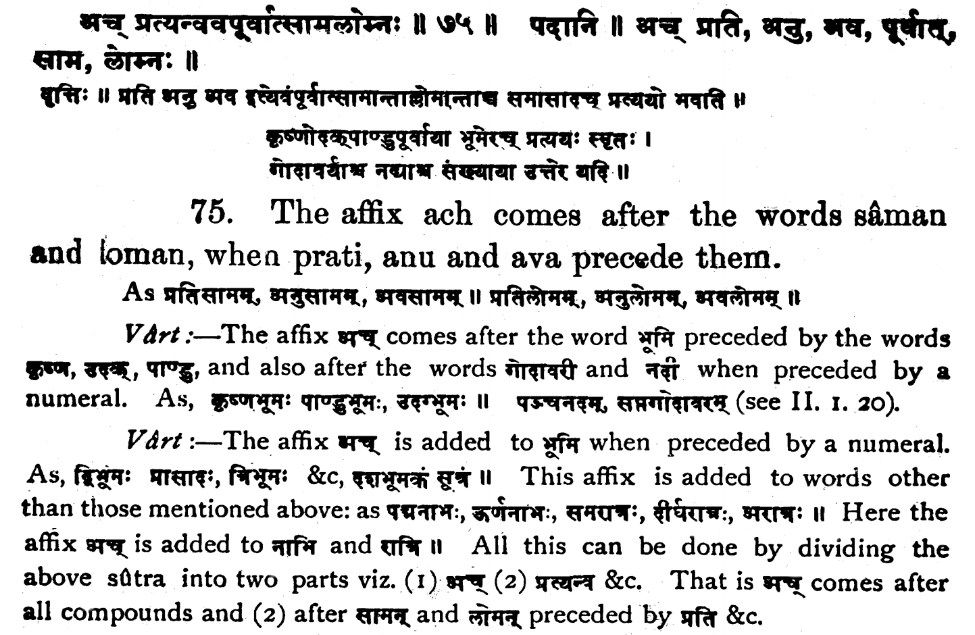 अच् प्रत्यन्ववपूर्वात्सामलोम्नः ॥ ७५ ॥ पदानि ॥ अच् प्रति, अनु, अव, पूर्वात्,
साम, लोम्नः ॥
वृत्तिः ॥ प्रति अनु अव इत्येवंपूर्वात्सामान्ताल्लोमान्ताच्च समासादच् प्रत्ययो भवति ॥
कृष्णोदक्पाण्डुपूर्वाया भूमेरच् प्रत्ययः स्मृतः ।
गोदावर्याश्च नद्याश्च संख्याया उत्तरे यदि ॥
75. The affix ach comes after the words sâman
and loman, when prati, anu and ava precede them.
As प्रतिसामम्, अनुसामम्, अवसामम् ॥ प्रतिलोमम्, अनुलोमम्, अवलोमम् ॥
Vârt :—The affix अच् comes after the word भूमि preceded by the words
कृष्ण, उदक्, पाण्डु, and also after the words गोदावरी and नदी when preceded by a
numeral. As, कृष्णभूमः पाण्डुभूमः, उदग्भूमः ॥ पञ्चनदम्, सप्तगोदावरम् (see II. 1. 20).
Vârt :—The affix अच् is added to भूमि when preceded by a numeral.
As, द्विभूमः प्रासादः, त्रिभूमः &c, दशभूमकं सूत्रं ॥ This affix is added to words other
than those mentioned above: as पद्मनाभः, ऊर्णनाभः, समरात्रः, दीर्घरात्रः, अरात्रः ॥ Here the
affix अच् is added to नाभि and रात्रि ॥ All this can be done by dividing the
above sûtra into two parts viz. (1) अच् (2) प्रत्यन्व &c. That is अच् comes after
all compounds and (2) after सामन् and लोमन् preceded by प्रति &c.